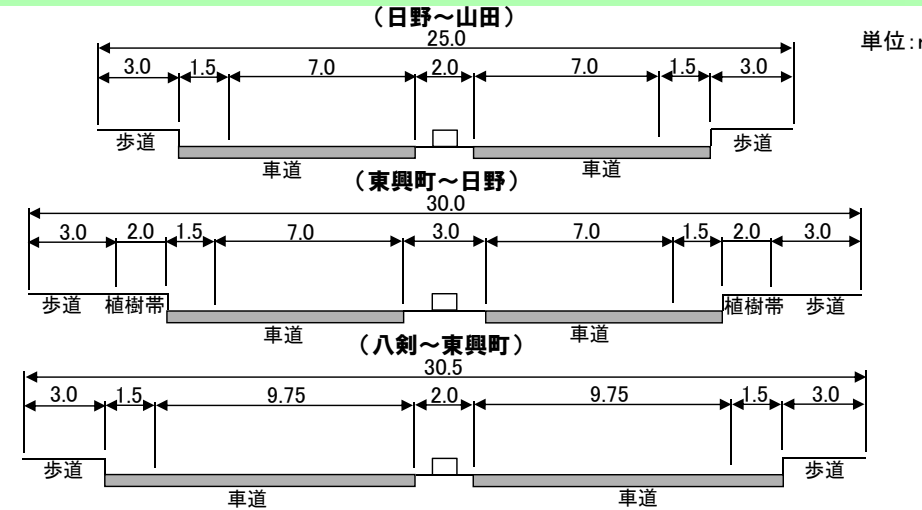 （日野～山田）
25.0
単位:m
3.0 1.5 7.0 2.0 7.0 1.5 3.0
歩道 歩道
車道 車道
（東興町～日野）
30.0
3.0 2.0 1.5 7.0 3.0 7.0 1.5 2.0 3.0
歩道 植樹帯 植樹帯 歩道
車道 車道
（八剣～東興町）
30.5
3.0 1.5 9.75 2.0 9.75 1.5 3.0
歩道 歩道
車道 車道